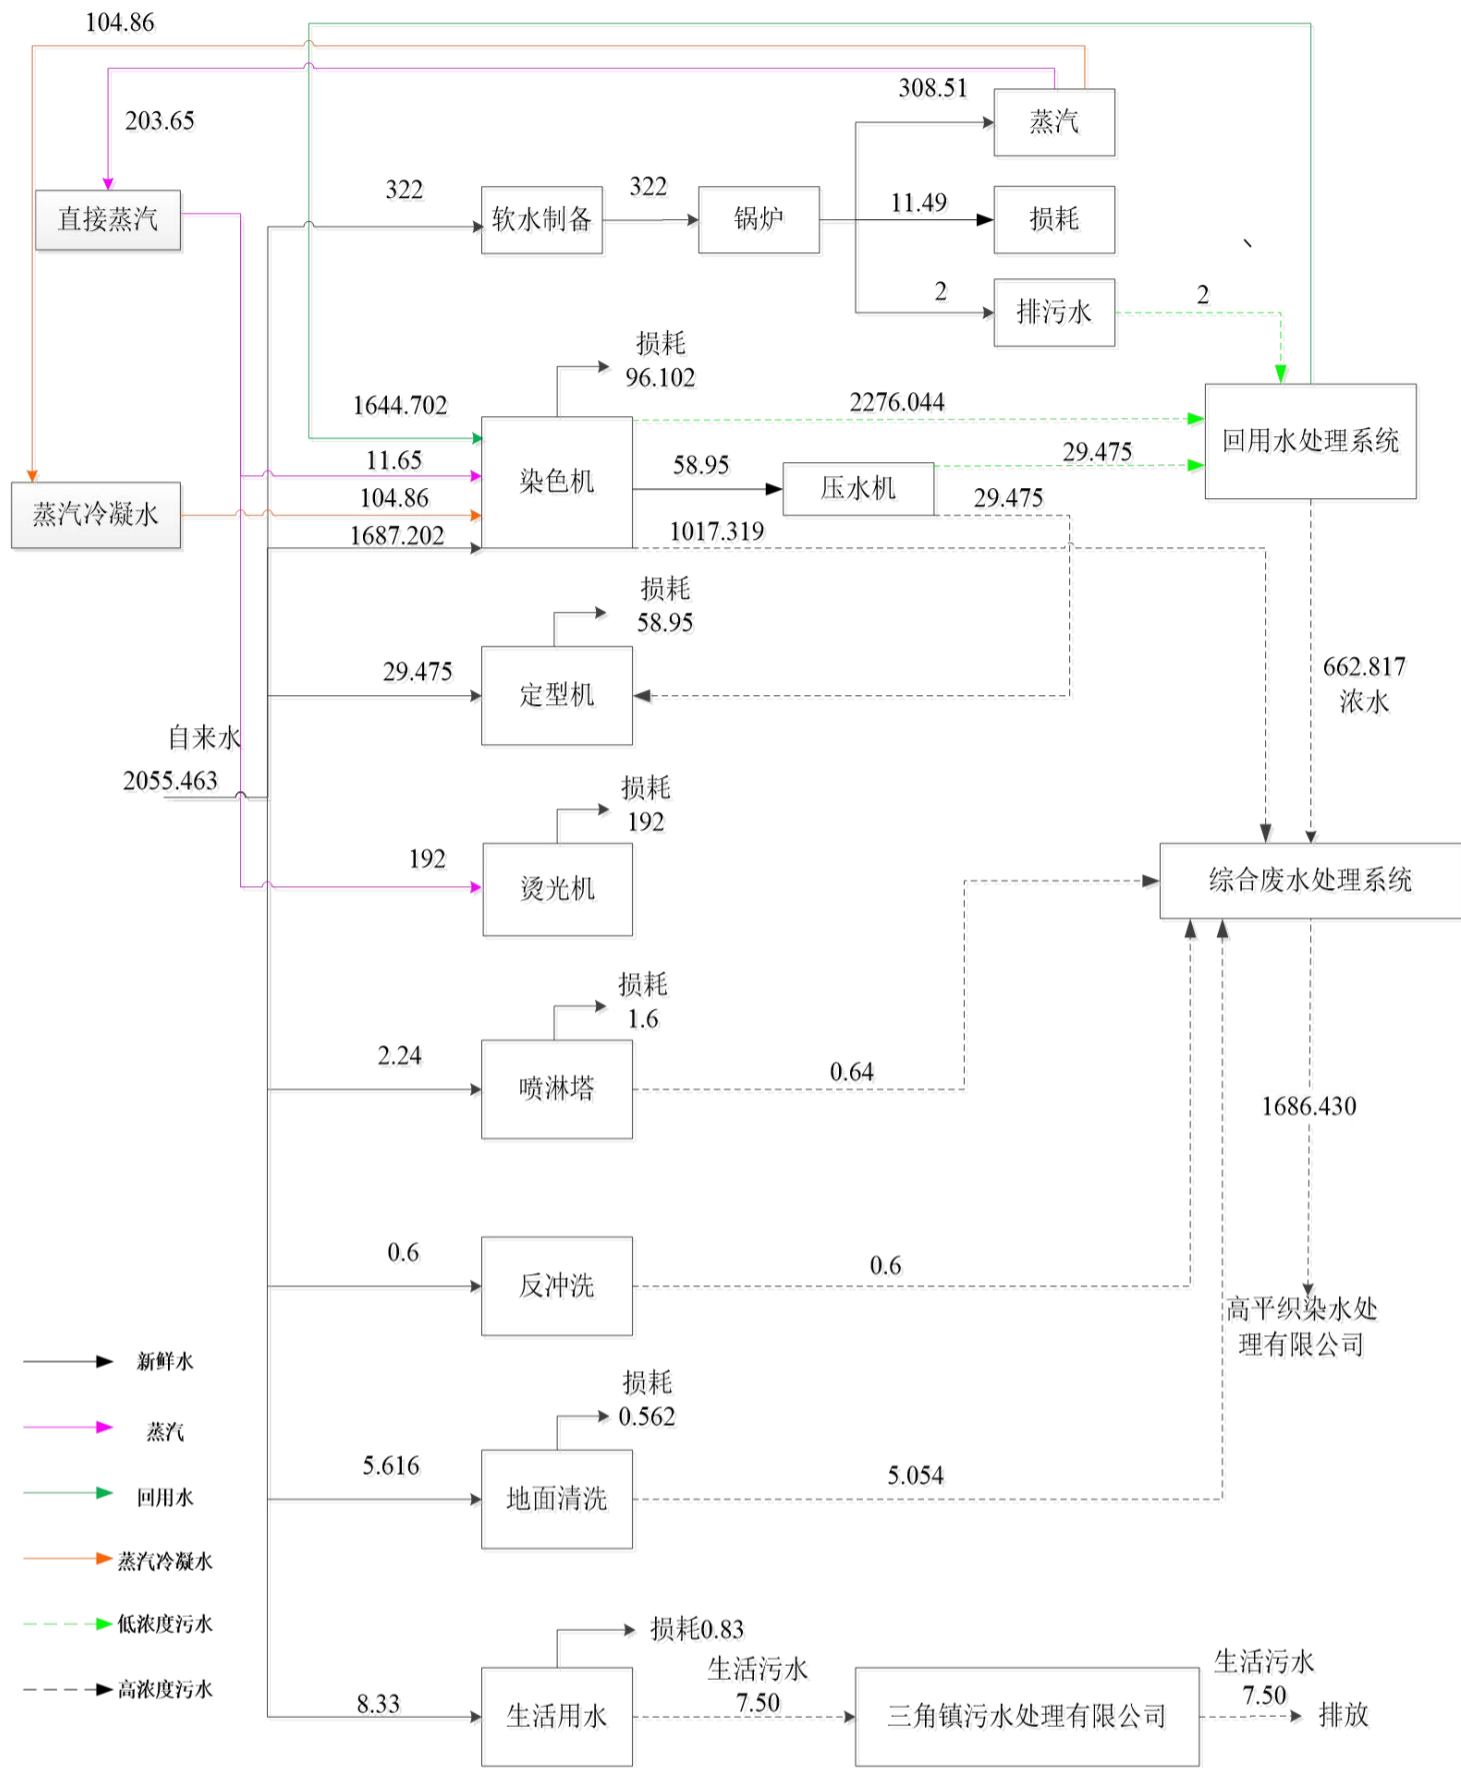 104.86
308.51
蒸汽
203.65
322
322
11.49
直接蒸汽
软水制备
锅炉
损耗
、
2
2
排污水
损耗
96.102
1644.702
2276.044
回用水处理系统
11.65
58.95
29.475
染色机
压水机
104.86
29.475
蒸汽冷凝水
1687.202
1017.319
损耗
58.95
29.475
662.817
浓水
定型机
自来水
2055.463
损耗
192
192
烫光机
综合废水处理系统
损耗
1.6
2.24
0.64
喷淋塔
1686.430
0.6
0.6
反冲洗
高平织染水处
理有限公司
新鲜水
损耗
0.562
蒸汽
5.616
5.054
回用水
地面清洗
蒸汽冷凝水
低浓度污水
损耗0.83
生活污水
7.50
生活污水
7.50
高浓度污水
8.33
生活用水
三角镇污水处理有限公司
排放